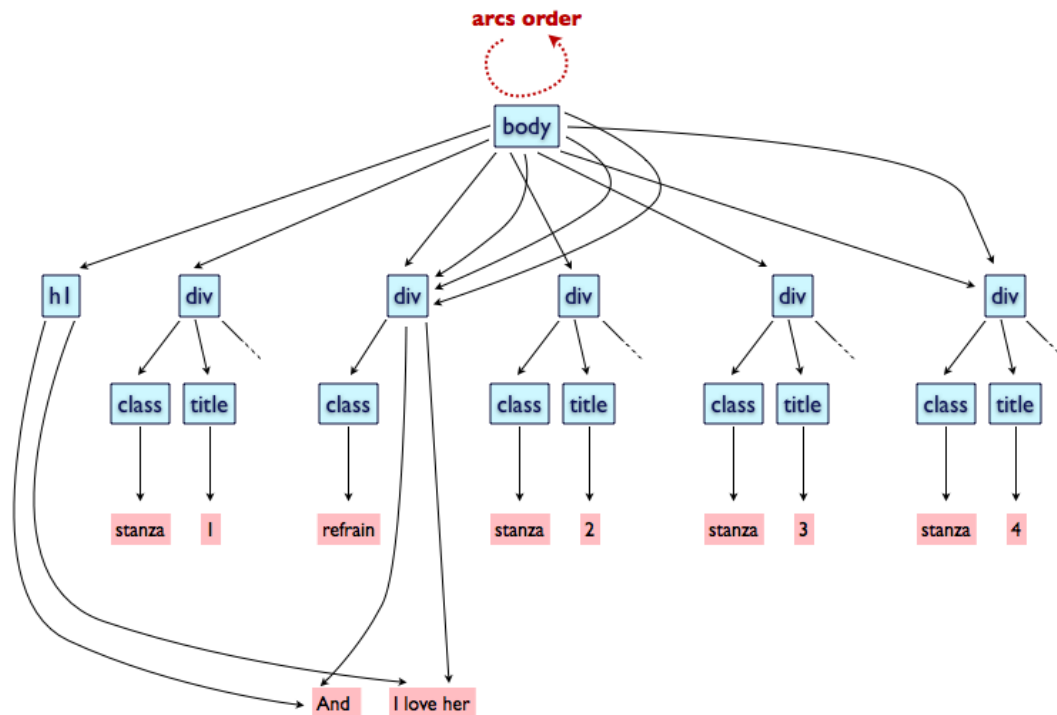 arcs order
body
h1 div div div div div
class title class class title class title class title
stanza 1 refrain stanza 2 stanza 3 stanza 4
And I love her